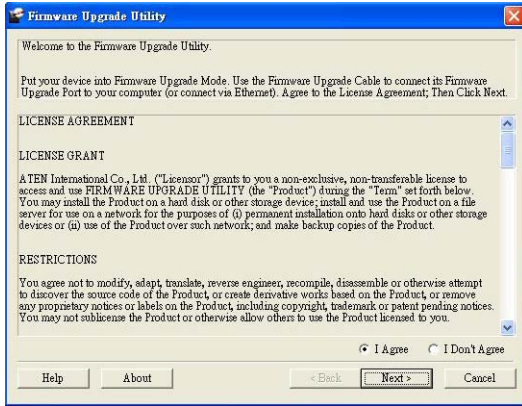 Firmware Upgrade Utility
Welcome to the Firmware Upgrade Utility.
Put your device into Firmware Upgrade Mode. Use the Firmware Upgrade Cable to connect its Firmware
Upgrade Port to your computer (or connect via Ethernet). Agree to the License Agreement; Then Click Next.
LICENSE AGREEMENT
LICENSE GRANT
ATEN International Co., Ltd. ("Licensor") grants to you a non-exclusive, non-transferable license to
access and use FIRMWARE UPGRADE UTILITY (the "Product") during the "Term" set forth below.
You may install the Product on a hard disk or other storage device; install and use the Product on a file
server for use on a network for the purposes of (i) permanent installation onto hard disks or other storage
devices or (ii) use of the Product over such network; and make backup copies of the Product.
RESTRICTIONS
You agree not to modify, adapt, translate, reverse engineer, recompile, disassemble or otherwise attempt
to discover the source code of the Product, or create derivative works based on the Product, or remove
any proprietary notices or labels on the Product, including copyright, trademark or patent pending notices.
You may not sublicense the Product or otherwise allow others to use the Product licensed to you.
I Agree I Don't Agree
Help About < Back Next > Cancel